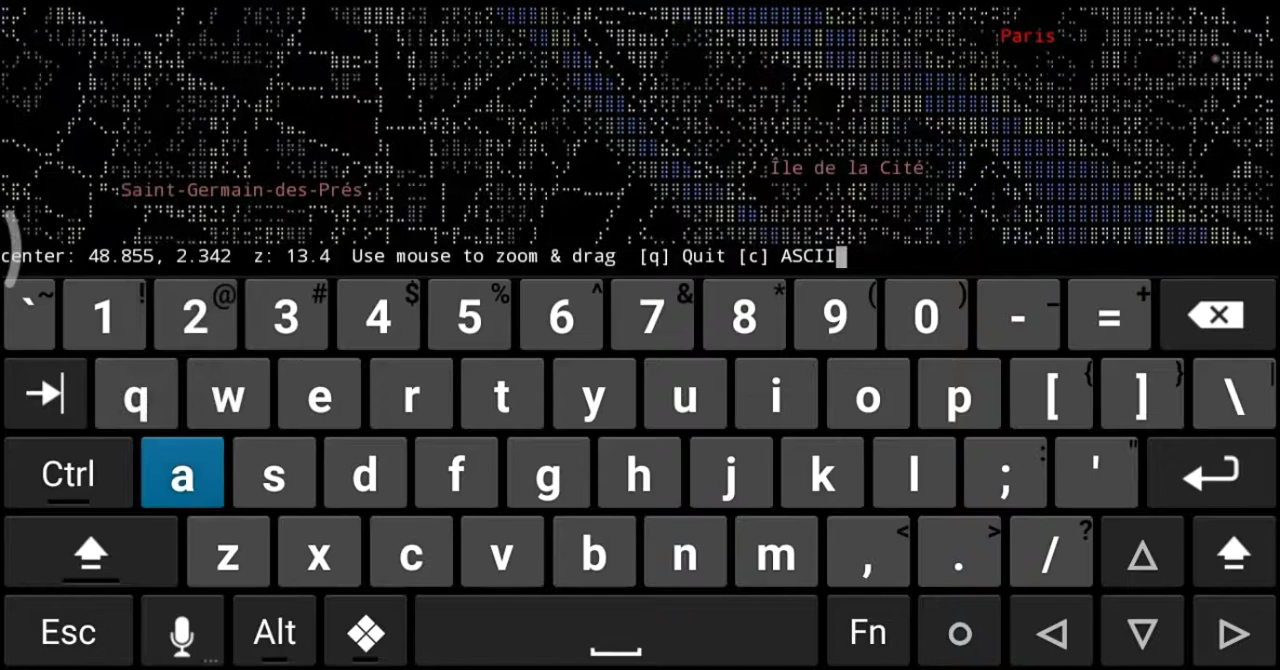 Paris
Île de la Cité
Saint-Germain-des-Prés
center: 48.855, 2.342 z: 13.4 Use mouse to zoom & drag [q] Quit [c] ASCII
` ~ 1 ! 2 @ 3 # 4 $ 5 % 6 ^ 7 & 8 * 9 ( 0 ) - _ = +
q w e r t y u i o p [ { ] } \ |
Ctrl a s d f g h j k l ; : ' "
z x c v b n m , < . > / ?
Esc Alt Fn